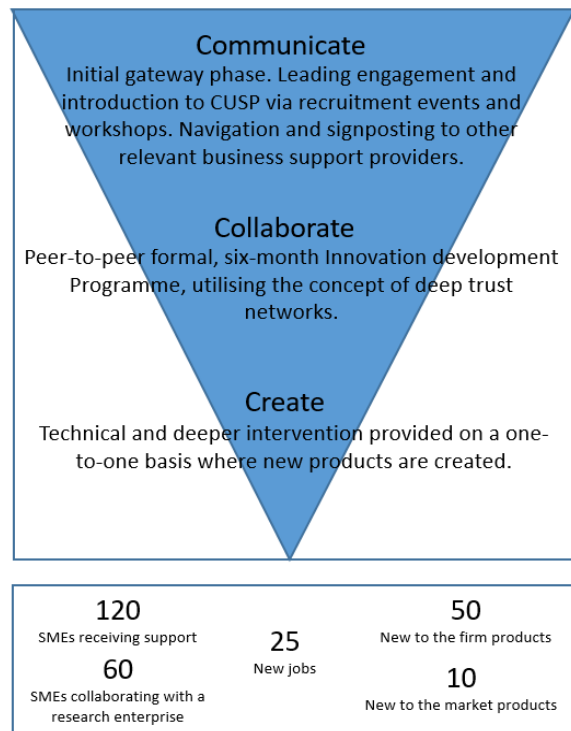 Communicate
Initial gateway phase. Leading engagement and
introduction to CUSP via recruitment events and
workshops. Navigation and signposting to other
relevant business support providers.
Collaborate
Peer-to-peer formal, six-month Innovation development
Programme, utilising the concept of deep trust
networks.
Create
Technical and deeper intervention provided on a one-
to-one basis where new products are created.
120
SMEs receiving support
60
SMEs collaborating with a
research enterprise
25
New jobs
50
New to the firm products
10
New to the market products